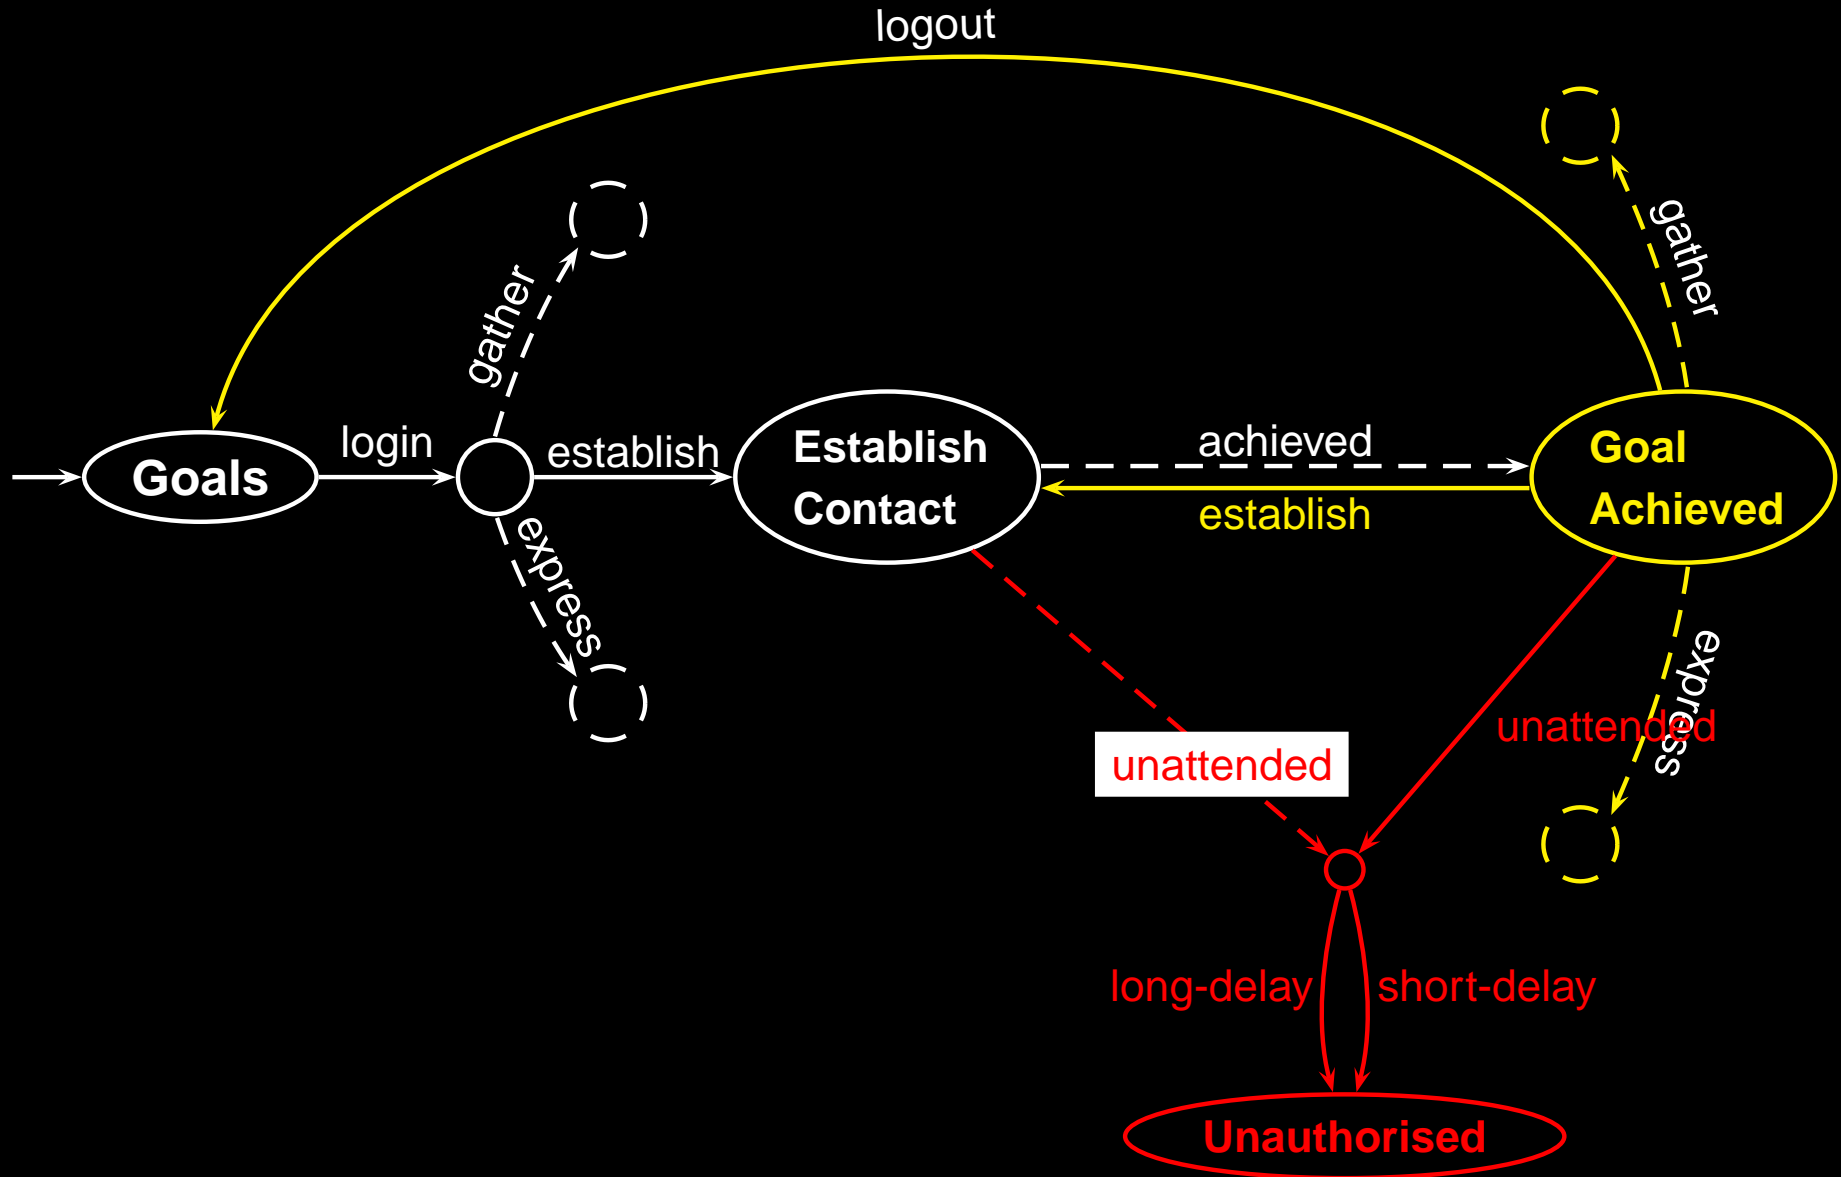 logout
gather
gather
login
establish
Goals
Establish
Contact
achieved
establish
Goal
Achieved
express
express
unattended
unattended
long-delay
short-delay
Unauthorised